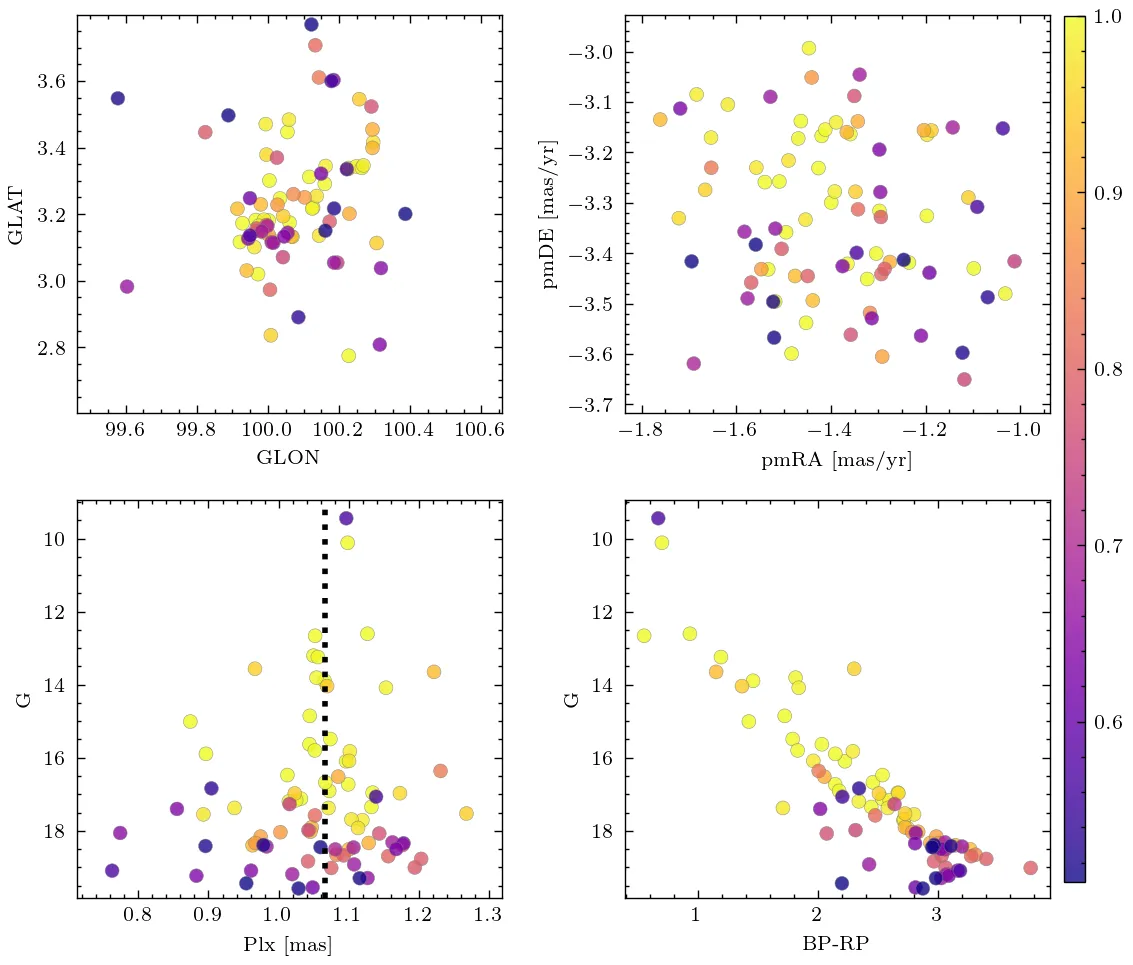 3.6
3.4
3.2
3.0
2.8
GLAT
99.6 99.8 100.0 100.2 100.4 100.6
GLON
−3.0
−3.1
−3.2
−3.3
−3.4
−3.5
−3.6
−3.7
pmDE [mas/yr]
−1.8 −1.6 −1.4 −1.2 −1.0
pmRA [mas/yr]
1.0
0.9
0.8
0.7
0.6
10
12
14
16
18
G
0.8 0.9 1.0 1.1 1.2 1.3
Plx [mas]
10
12
14
16
18
G
1 2 3
BP-RP